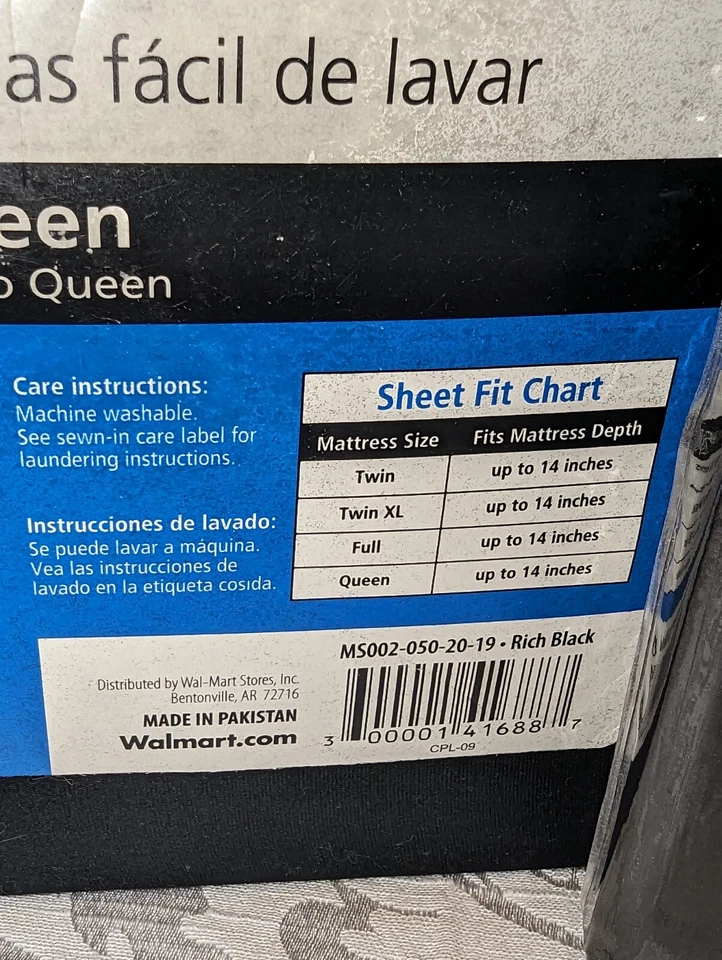 as fácil de lavar
een
o Queen
Care instructions:
Machine washable.
See sewn-in care label for
laundering instructions.
Instrucciones de lavado:
Se puede lavar a máquina.
Vea las instrucciones de
lavado en la etiqueta cosida.
Sheet Fit Chart
Mattress Size Fits Mattress Depth
Twin up to 14 inches
Twin XL up to 14 inches
Full up to 14 inches
Queen up to 14 inches
MS002-050-20-19 • Rich Black
Distributed by Wal-Mart Stores, Inc.
Bentonville, AR 72716
MADE IN PAKISTAN
Walmart.com
3 00001 41688 7
CPL-09